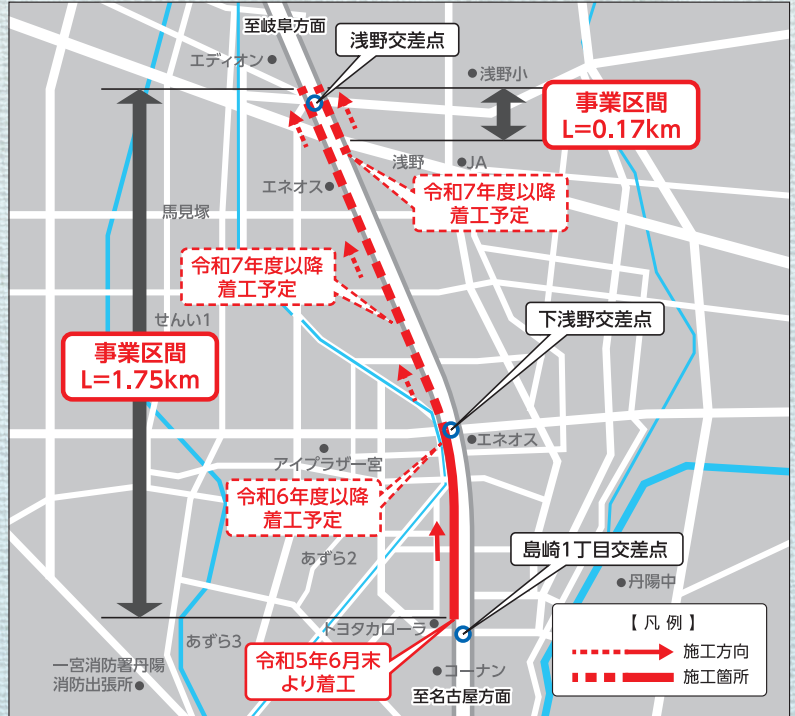 至岐阜方面
浅野交差点
エディオン
浅野小
事業区間
L=0.17km
浅野
JA
エネオス
令和7年度以降
着工予定
馬見塚
令和7年度以降
着工予定
せんい1
下浅野交差点
事業区間
L=1.75km
エネオス
アイプラザ一宮
令和6年度以降
着工予定
島崎1丁目交差点
あずら2
丹陽中
トヨタカローラ
【凡例】
施工方向
施工箇所
あずら3
令和5年6月末
より着工
一宮消防署丹陽
消防出張所
コーナン
至名古屋方面